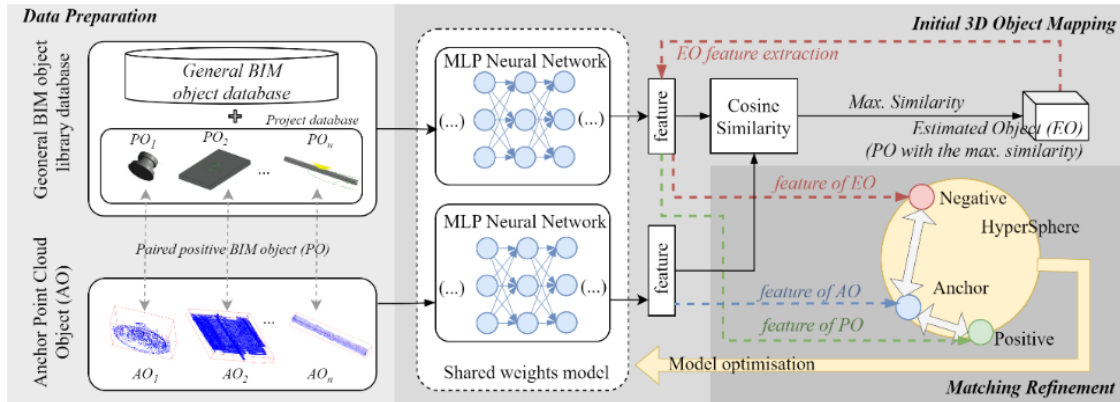 Data Preparation
Initial 3D Object Mapping
General BIM object
library database
General BIM
object database
+
Project database
PO1
PO2
POn
...
Paired positive BIM object (PO)
Anchor Point Cloud
Object (AO)
...
AO1
AO2
AOn
MLP Neural Network
(...)
(...)
MLP Neural Network
(...)
(...)
Shared weights model
feature
feature
EO feature extraction
Cosine
Similarity
Max. Similarity
Estimated Object (EO)
(PO with the max. similarity)
feature of EO
Negative
HyperSphere
feature of AO
Anchor
feature of PO
Positive
Model optimisation
Matching Refinement